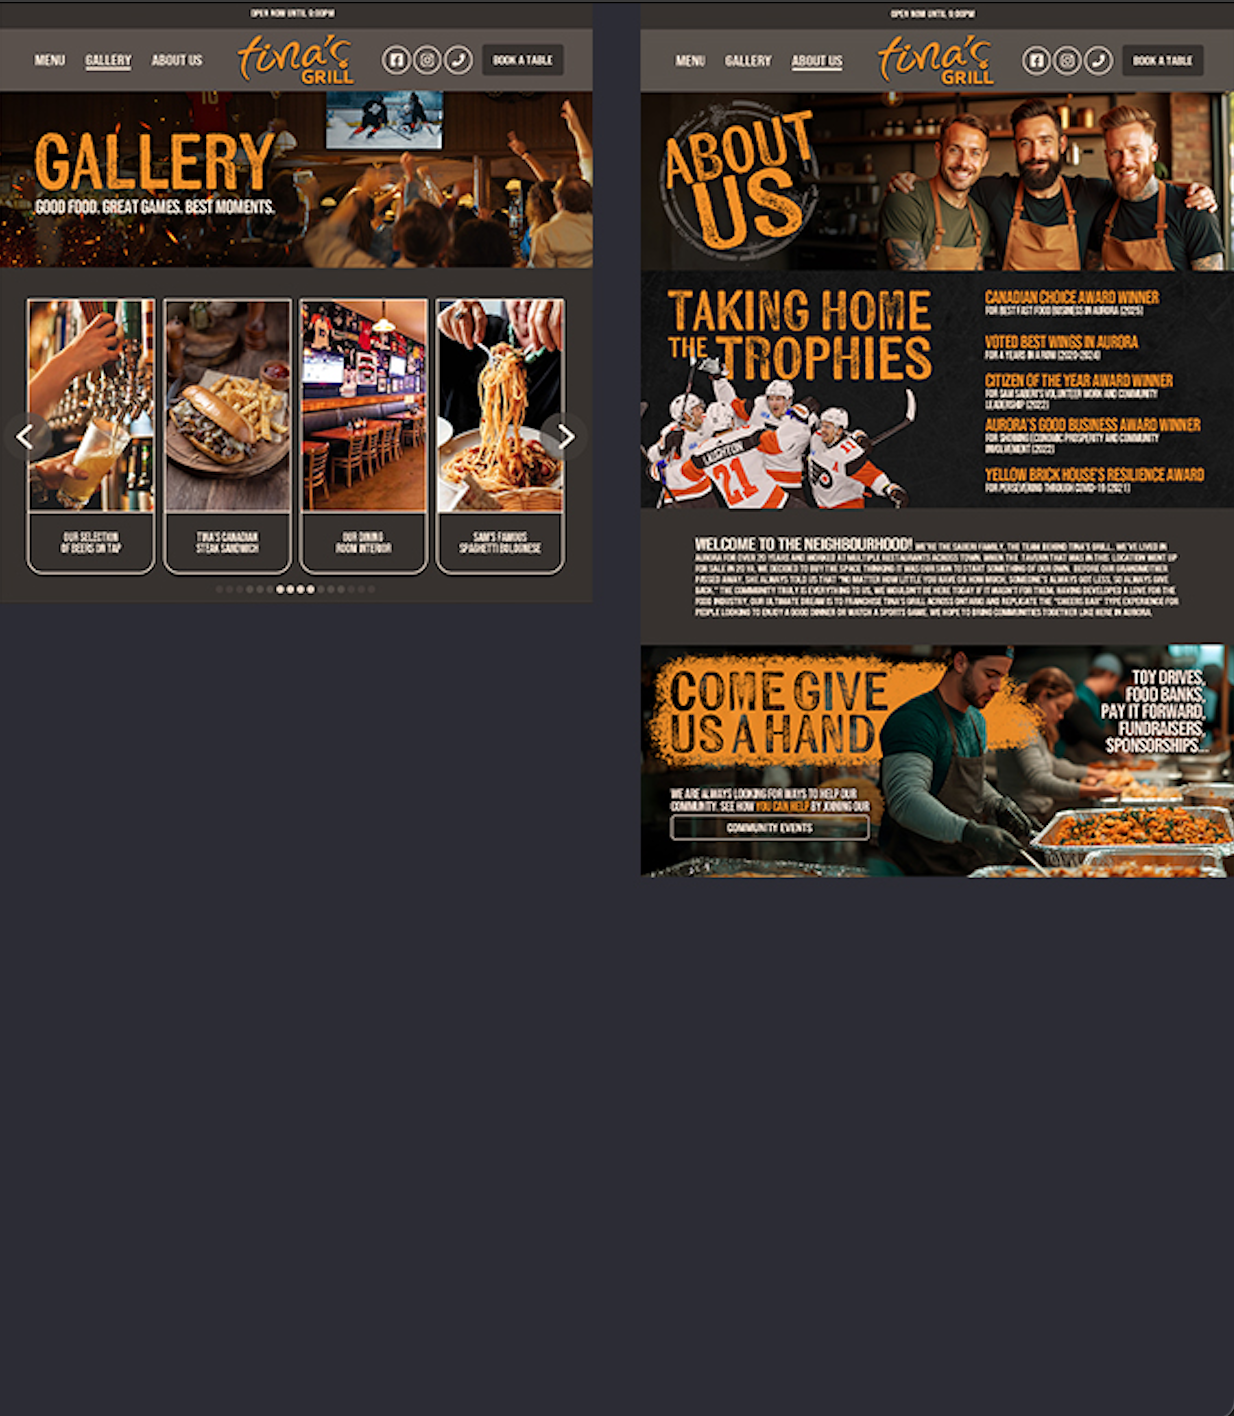 OPEN NOW UNTIL 9:00PM
MENU GALLERY ABOUT US
tina's
GRILL
BOOK A TABLE
GALLERY
GOOD FOOD. GREAT GAMES. BEST MOMENTS.
OUR SELECTION
OF BEERS ON TAP
TINA'S CANADIAN
STEAK SANDWICH
OUR DINING
ROOM INTERIOR
SAM'S FAMOUS
SPAGHETTI BOLOGNESE
OPEN NOW UNTIL 9:00PM
MENU GALLERY ABOUT US
tina's
GRILL
BOOK A TABLE
ABOUT
US
TAKING HOME
THE TROPHIES
LAUGHTON
21
11
A
CANADIAN CHOICE AWARD WINNER
FOR BEST FAST FOOD BUSINESS IN AURORA (2025)
VOTED BEST WINGS IN AURORA
FOR 4 YEARS IN A ROW (2020-2024)
CITIZEN OF THE YEAR AWARD WINNER
FOR SAM SABERI'S VOLUNTEER WORK AND COMMUNITY
LEADERSHIP (2022)
AURORA'S GOOD BUSINESS AWARD WINNER
FOR SHOWING ECONOMIC PROSPERITY AND COMMUNITY
INVOLVEMENT (2022)
YELLOW BRICK HOUSE'S RESILIENCE AWARD
FOR PERSEVERING THROUGH COVID-19 (2021)
WELCOME TO THE NEIGHBOURHOOD! WE'RE THE SABERI FAMILY, THE TEAM BEHIND TINA'S GRILL. WE'VE LIVED IN
AURORA FOR OVER 20 YEARS AND WORKED AT MULTIPLE RESTAURANTS ACROSS TOWN. WHEN THE TAVERN THAT WAS IN THIS LOCATION WENT UP
FOR SALE IN WE DECIDED TO BUY THE SPACE THINKING IT WAS OUR SIGN TO START SOMETHING OF OUR OWN. BEFORE OUR GRANDMOTHER
PASSED AWAY, SHE ALWAYS TOLD US THAT "NO MATTER HOW LITTLE YOU HAVE OR HOW MUCH, SOMEONE'S ALWAYS GOT LESS, SO ALWAYS GIVE
BACK." THE COMMUNITY TRULY IS EVERYTHING TO US, WE WOULDN'T BE HERE TODAY IF IT WASN'T FOR THEM. HAVING DEVELOPED A LOVE FOR THE
FOOD INDUSTRY, OUR ULTIMATE DREAM IS TO FRANCHISE TINA'S GRILL ACROSS ONTARIO AND REPLICATE THE "CHEERS BAR" TYPE EXPERIENCE FOR
PEOPLE LOOKING TO ENJOY A GOOD DINNER OR WATCH A SPORTS GAME. WE HOPE TO BRING COMMUNITIES TOGETHER LIKE HERE IN AURORA.
COME GIVE
US A HAND
TOY DRIVES,
FOOD BANKS,
PAY IT FORWARD,
FUNDRAISERS,
SPONSORSHIPS...
WE ARE ALWAYS LOOKING FOR WAYS TO HELP OUR
COMMUNITY. SEE HOW YOU CAN HELP BY JOINING OUR
COMMUNITY EVENTS